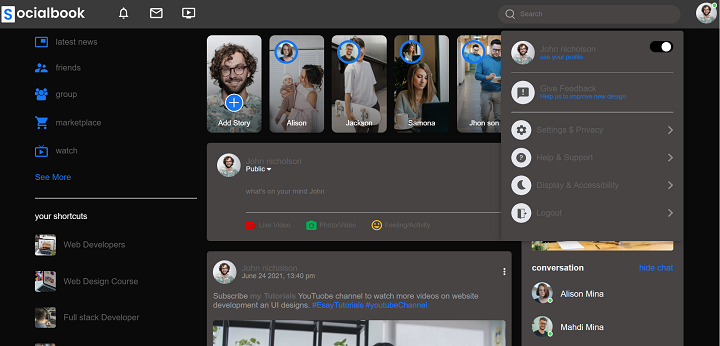 Socialbook
Search
latest news
friends
group
marketplace
watch
See More
your shortcuts
Web Developers
Web Design Course
Full stack Developer
Add Story
Alison
Jackson
Samona
Jhon son
John nicholson
Public
what's on your mind John
Live Video
Photo/Video
Feeling/Activity
John nicholson
June 24 2021, 13:40 pm
Subscribe my Tutorials YouTuobe channel to watch more videos on website
development an UI designs. #EsayTutorials #youtubeChannel
John nicholson
see your profile
Give Feedback
Help us to improve new design
Settings $ Privacy
Help & Support
Display & Accessibility
Logout
conversation
hide chat
Alison Mina
Mahdi Mina